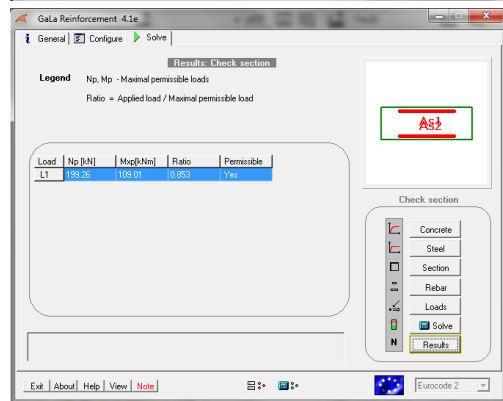 GaLa Reinforcement 4.1e
General Configure Solve
Results: Check section
Legend Np, Mp - Maximal permissible loads
Ratio = Applied load / Maximal permissible load
As1
As2
Load Np [kN] Mxp[kNm] Ratio Permissible
L1 199.26 109.01 0.853 Yes
Check section
Concrete
Steel
Section
Rebar
Loads
Solve
N Results
Exit About Help View Note Eurocode 2